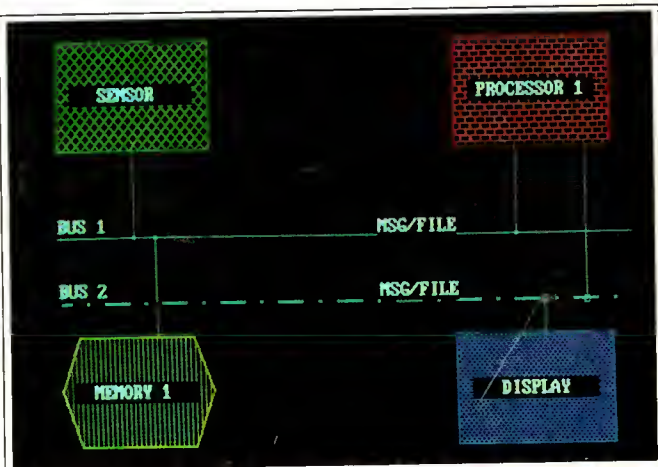 SENSOR
PROCESSOR 1
BUS 1 MSG/FILE
BUS 2 MSG/FILE
MEMORY 1
DISPLAY